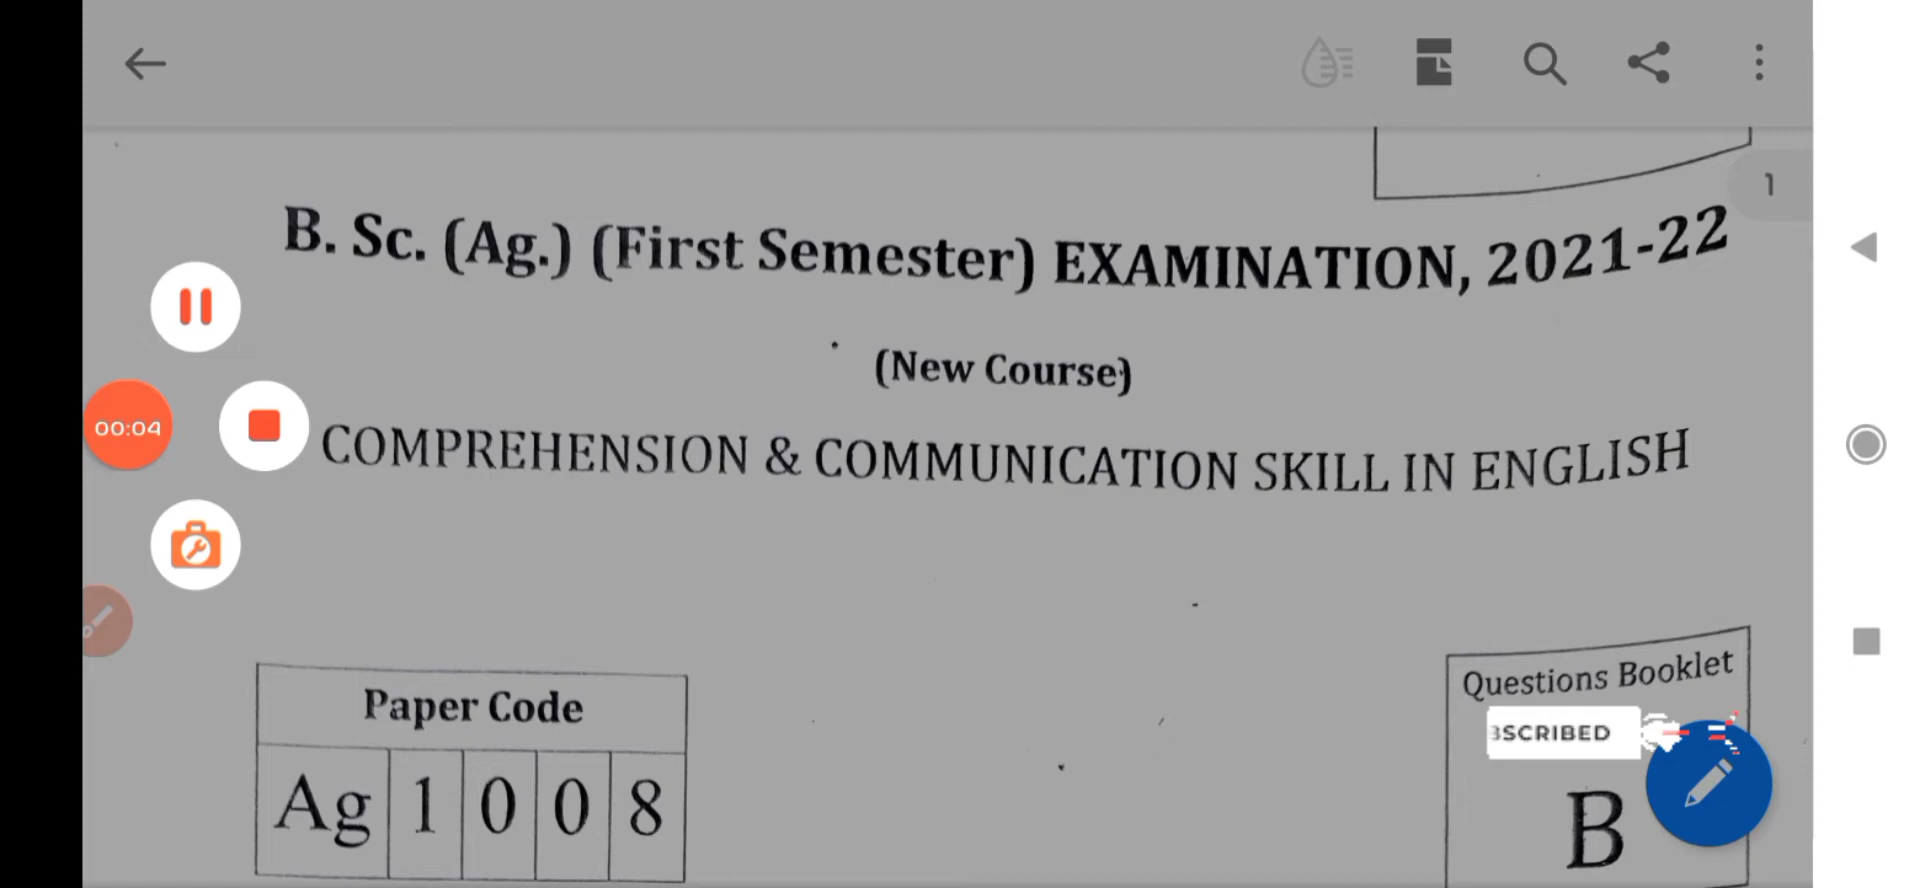 1
B. Sc. (Ag.) (First Semester) EXAMINATION, 2021-22
(New Course)
00:04
COMPREHENSION & COMMUNICATION SKILL IN ENGLISH
Paper Code
Ag 1 0 0 8
Questions Booklet
SCRIBED
B